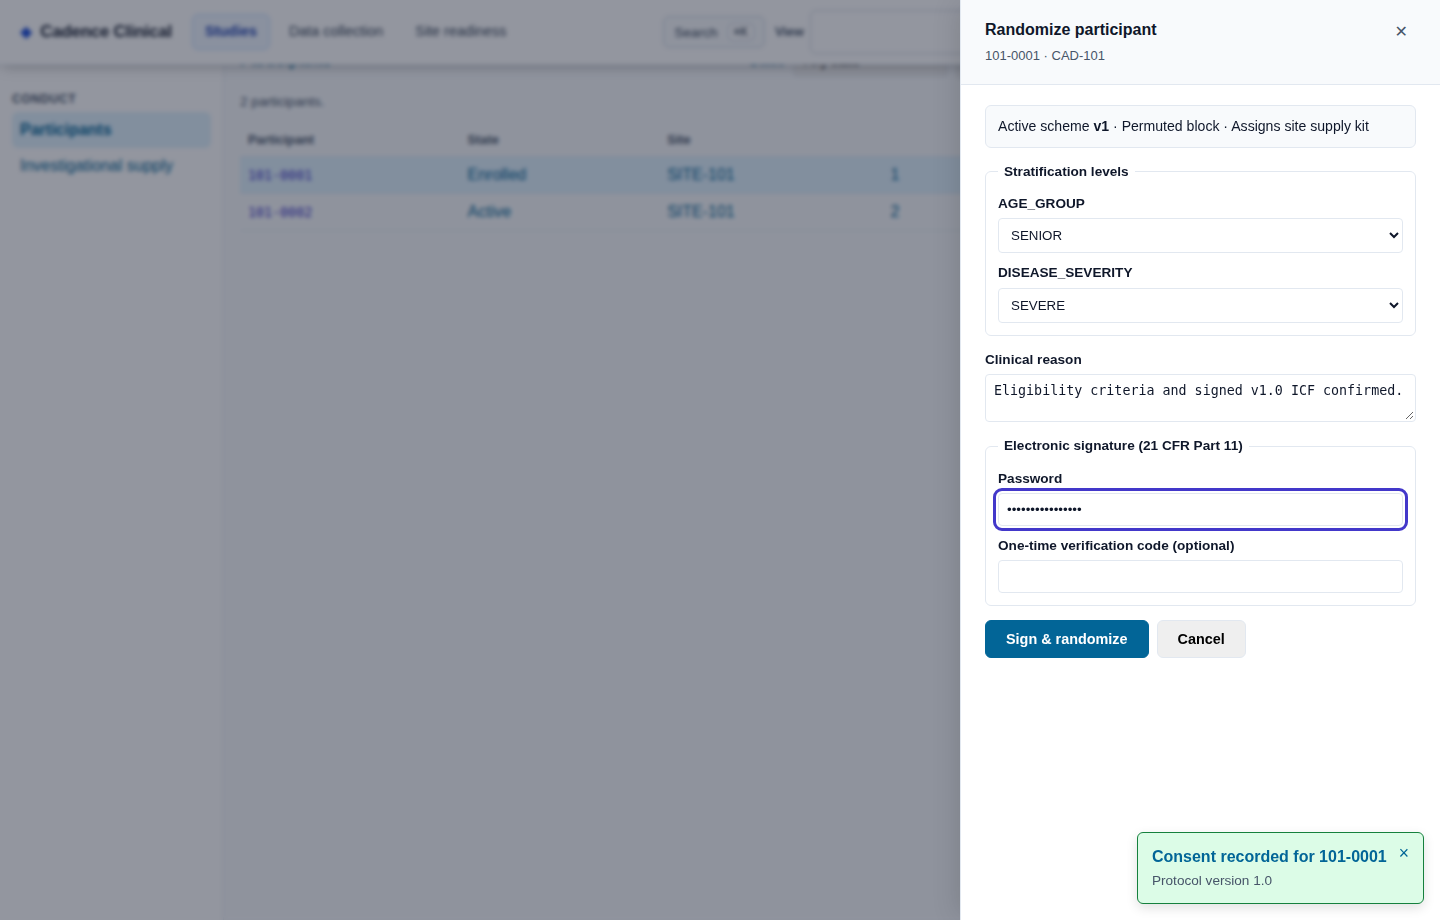 Cadence Clinical
Studies
Data collection
Site readiness
Search
View
CONDUCT
Participants
Investigational supply
2 participants.
Participant State Site
101-0001 Enrolled SITE-101 1
101-0002 Active SITE-101 2
Randomize participant
×
101-0001 · CAD-101
Active scheme v1 · Permuted block · Assigns site supply kit
Stratification levels
AGE_GROUP
SENIOR
DISEASE_SEVERITY
SEVERE
Clinical reason
Eligibility criteria and signed v1.0 ICF confirmed.
Electronic signature (21 CFR Part 11)
Password
••••••••••••••••
One-time verification code (optional)
Sign & randomize
Cancel
Consent recorded for 101-0001
×
Protocol version 1.0